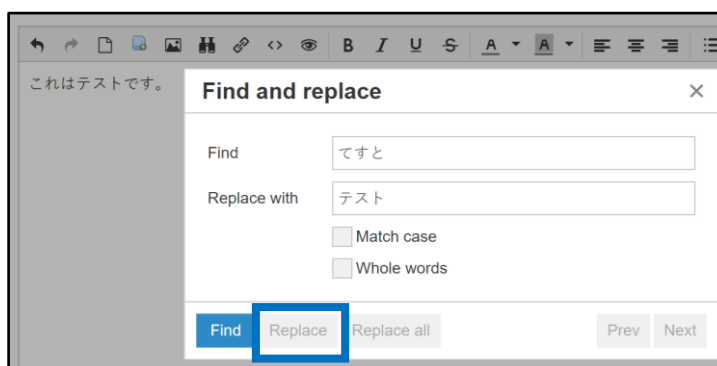 B I U S A A
これはテストです。
Find and replace
Find てすと
Replace with テスト
Match case
Whole words
Find Replace Replace all Prev Next